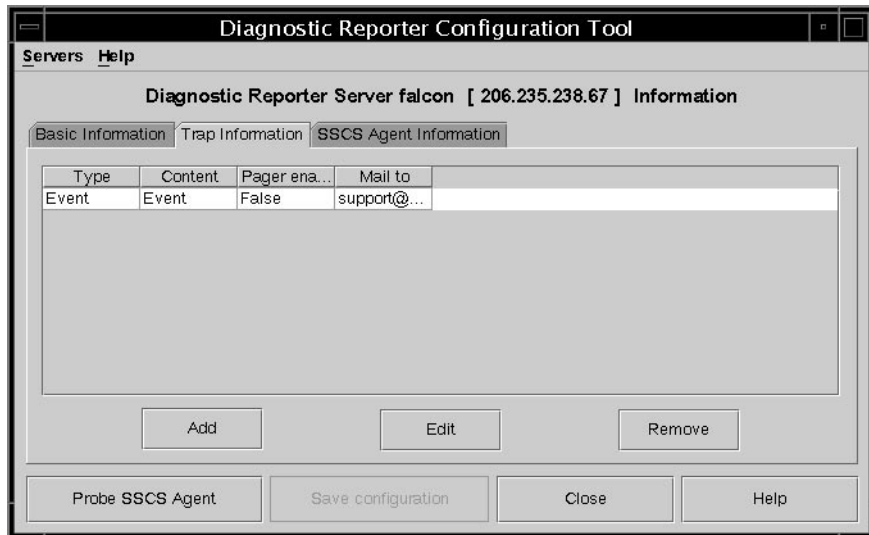 Diagnostic Reporter Configuration Tool
Servers Help
Diagnostic Reporter Server falcon [ 206.235.238.67 ] Information
Basic Information Trap Information SSCS Agent Information
Type Content Pager ena... Mail to
Event Event False support@...
Add Edit Remove
Probe SSCS Agent Save configuration Close Help